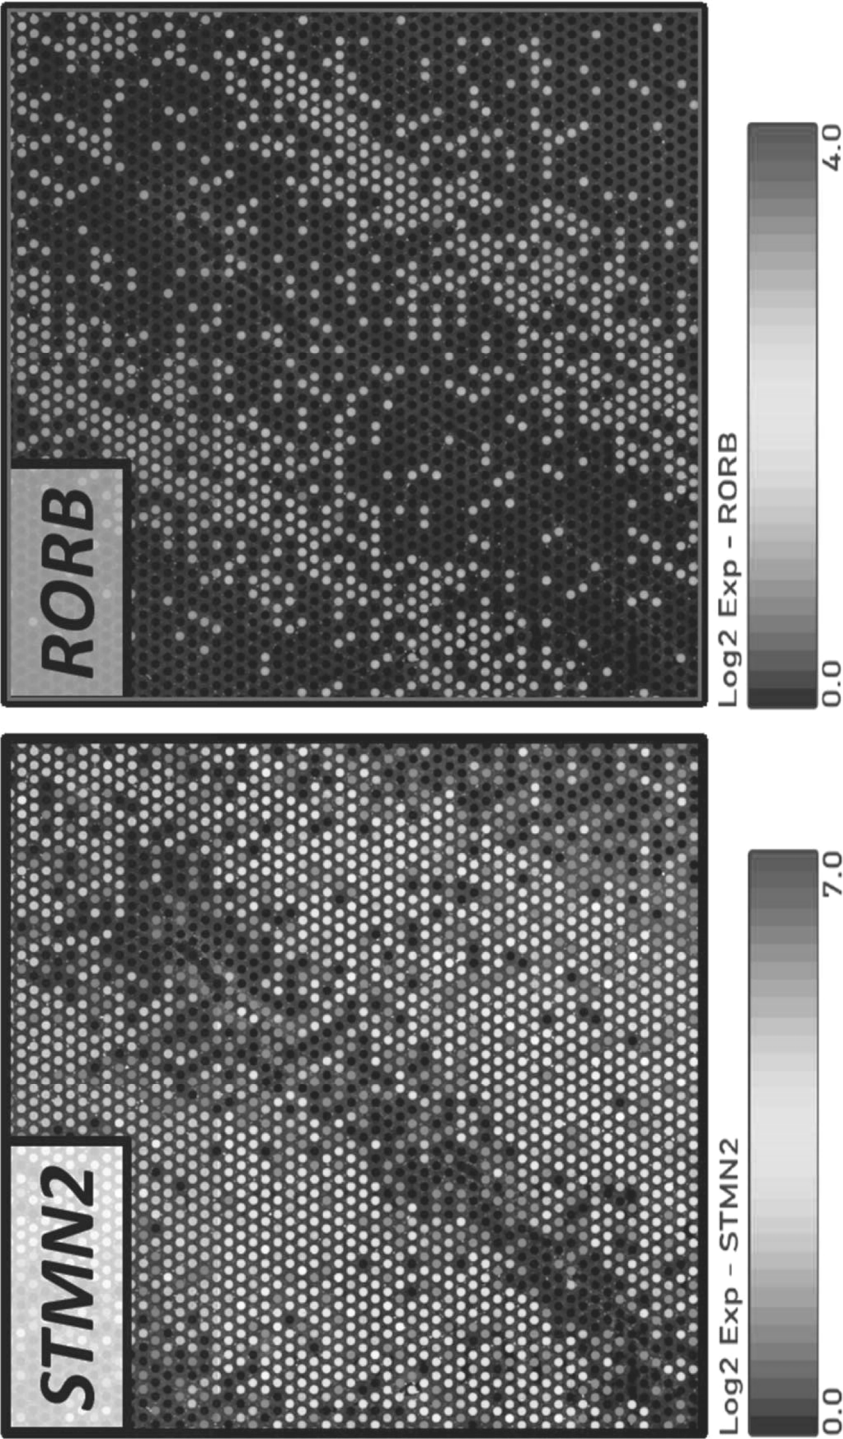 STMN2
Log2 Exp – STMN2
0.0
7.0
RORB
Log2 Exp – RORB
0.0
4.0